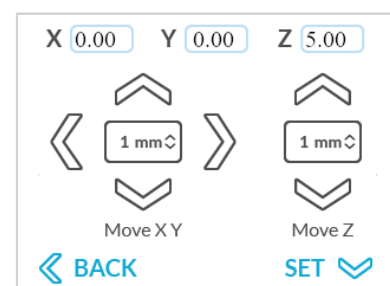 X 0.00 Y 0.00 Z 5.00
1 mm 1 mm
Move X Y Move Z
BACK SET